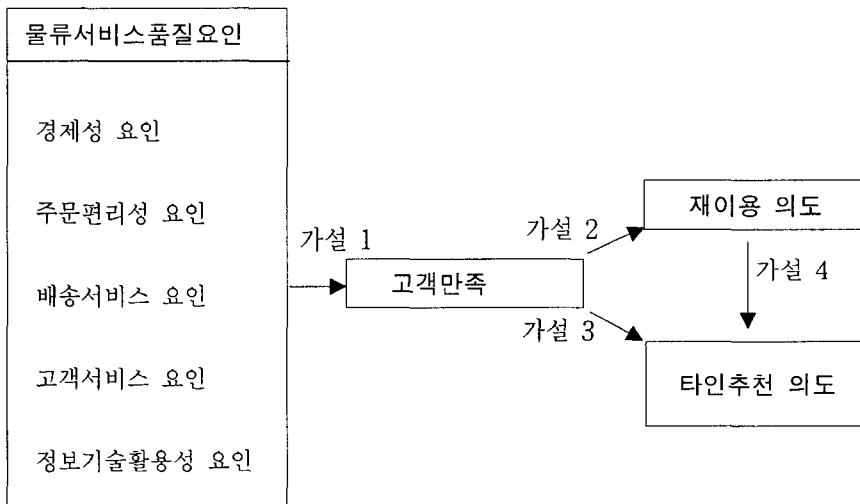 물류서비스품질요인
경제성 요인
주문편리성 요인
배송서비스 요인
고객서비스 요인
정보기술활용성 요인
가설 1
고객만족
가설 2
가설 3
재이용 의도
가설 4
타인추천 의도